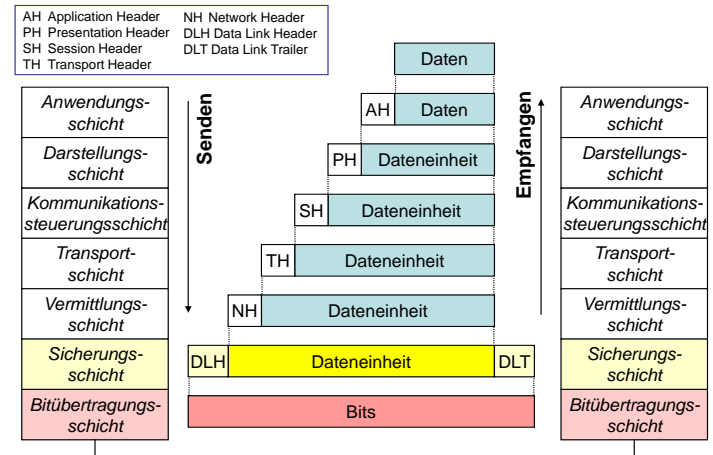 AH Application Header
PH Presentation Header
SH Session Header
TH Transport Header
NH Network Header
DLH Data Link Header
DLT Data Link Trailer
Anwendungs-
schicht
Darstellungs-
schicht
Kommunikations-
steuerungsschicht
Transport-
schicht
Vermittlungs-
schicht
Sicherungs-
schicht
Bitübertragungs-
schicht
Senden
Daten
AH Daten
PH Dateneinheit
SH Dateneinheit
TH Dateneinheit
NH Dateneinheit
DLH Dateneinheit DLT
Bits
Empfangen
Anwendungs-
schicht
Darstellungs-
schicht
Kommunikations-
steuerungsschicht
Transport-
schicht
Vermittlungs-
schicht
Sicherungs-
schicht
Bitübertragungs-
schicht